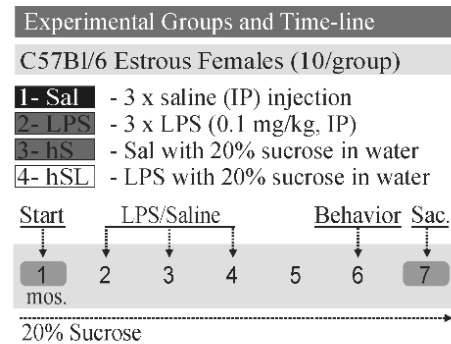 Experimental Groups and Time-line
C57Bl/6 Estrous Females (10/group)
1- Sal - 3 x saline (IP) injection
2- LPS - 3 x LPS (0.1 mg/kg, IP)
3- hS - Sal with 20% sucrose in water
4- hSL - LPS with 20% sucrose in water
Start LPS/Saline Behavior Sac.
1 2 3 4 5 6 7
mos.
20% Sucrose